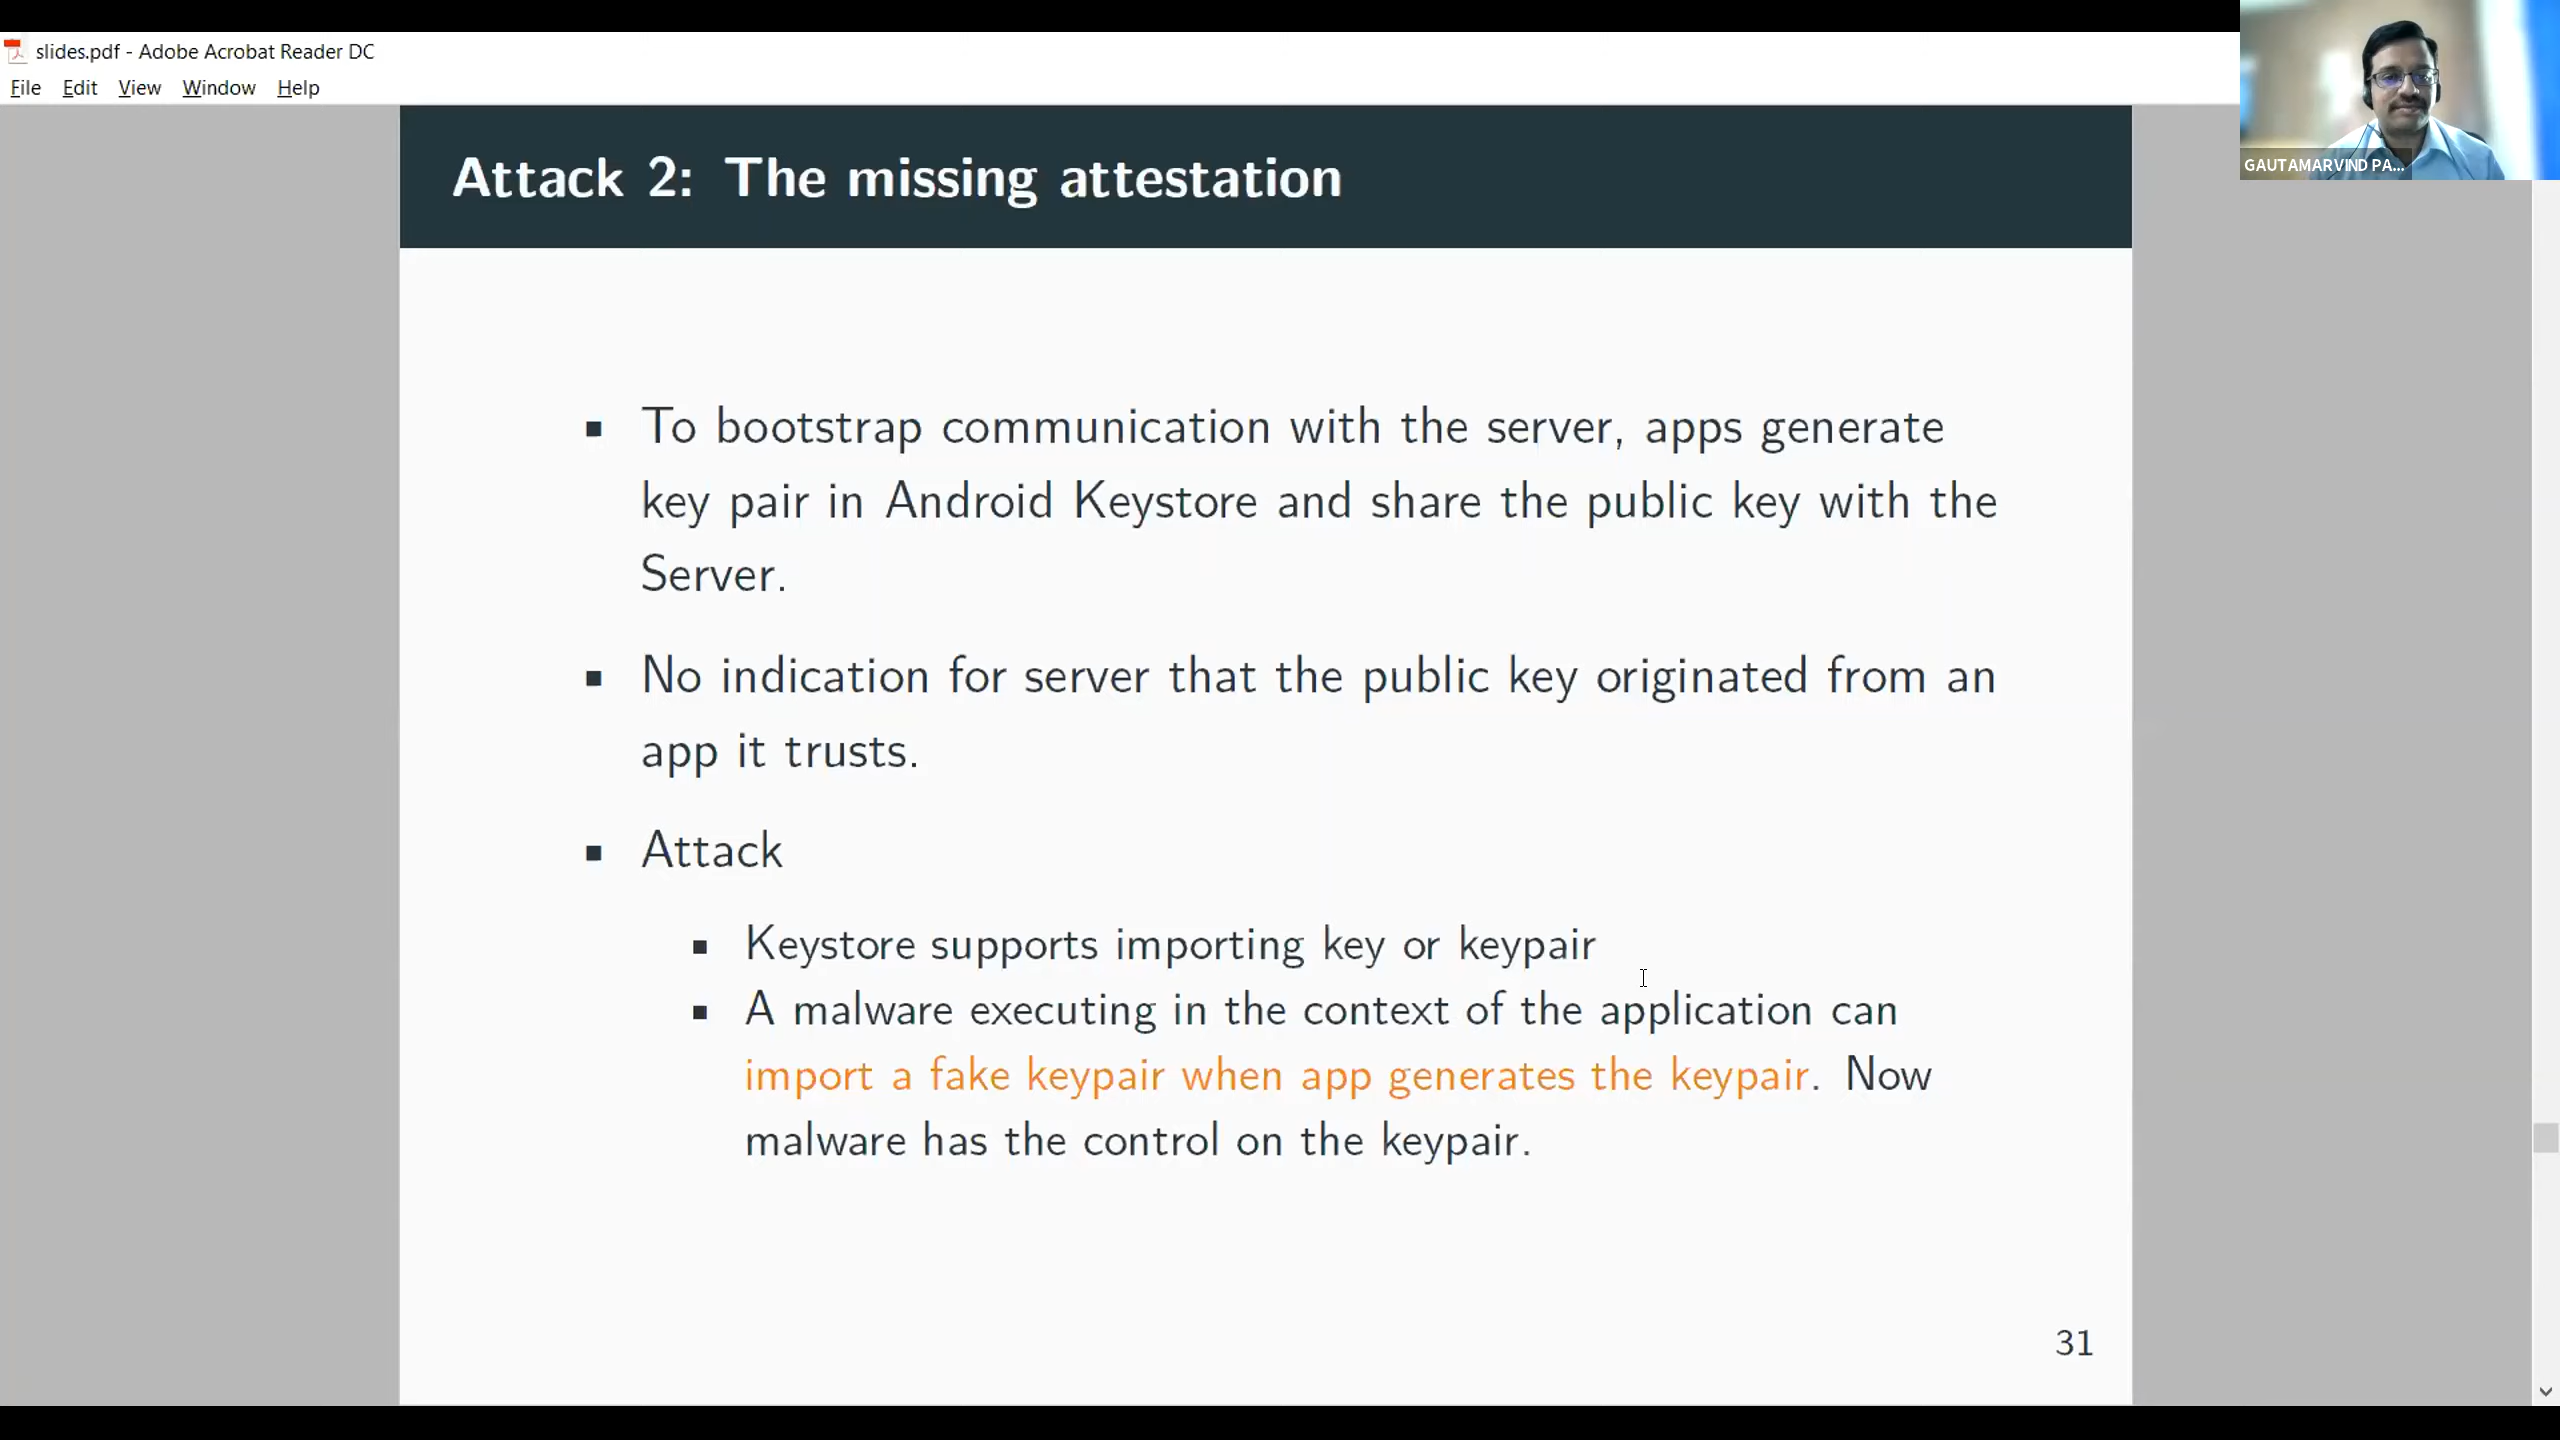 slides.pdf - Adobe Acrobat Reader DC
File Edit View Window Help
GAUTAMARVIND PA...
Attack 2: The missing attestation
To bootstrap communication with the server, apps generate
key pair in Android Keystore and share the public key with the
Server.
No indication for server that the public key originated from an
app it trusts.
Attack
Keystore supports importing key or keypair
A malware executing in the context of the application can
import a fake keypair when app generates the keypair. Now
malware has the control on the keypair.
31